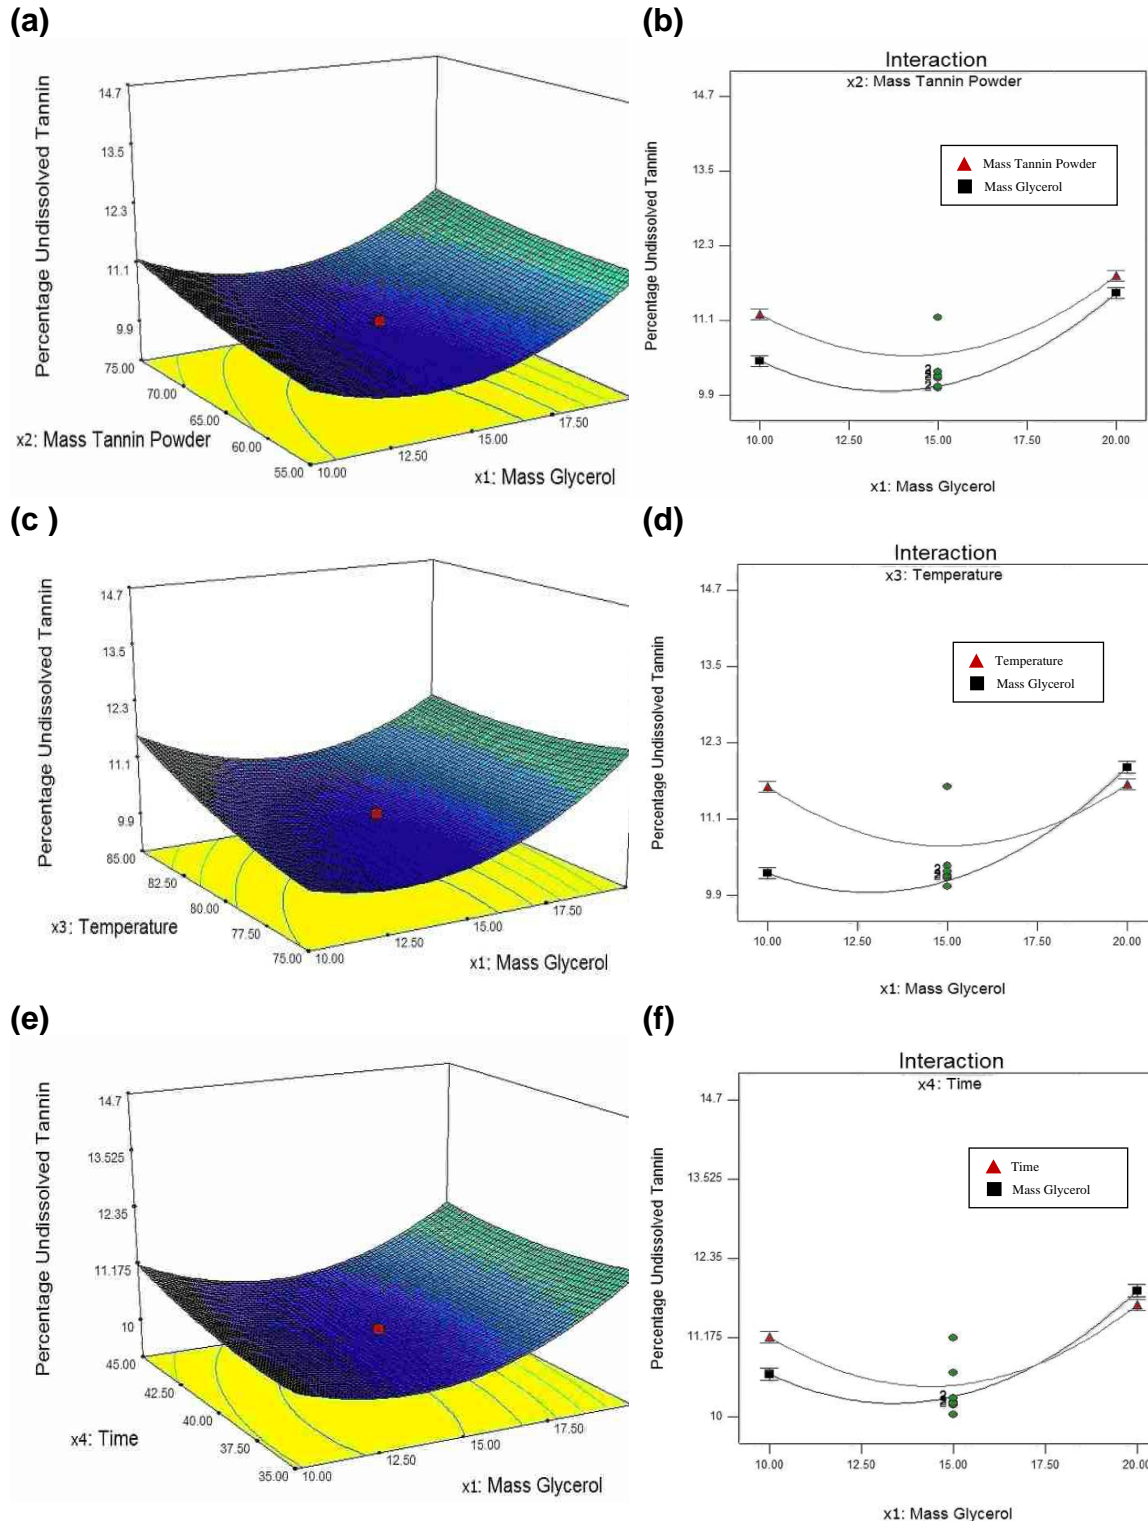 (a)
Percentage Undissolved Tannin
14.7
13.5
12.3
11.1
9.9
75.00
70.00
65.00
60.00
55.00
x2: Mass Tannin Powder
10.00
12.50
15.00
17.50
x1: Mass Glycerol
(b)
Interaction
x2: Mass Tannin Powder
Percentage Undissolved Tannin
14.7
13.5
12.3
11.1
9.9
Mass Tannin Powder
Mass Glycerol
2
2
10.00 12.50 15.00 17.50 20.00
x1: Mass Glycerol
(c )
Percentage Undissolved Tannin
14.7
13.5
12.3
11.1
9.9
85.00
82.50
80.00
77.50
75.00
x3: Temperature
10.00
12.50
15.00
17.50
x1: Mass Glycerol
(d)
Interaction
x3: Temperature
Percentage Undissolved Tannin
14.7
13.5
12.3
11.1
9.9
Temperature
Mass Glycerol
2
10.00 12.50 15.00 17.50 20.00
x1: Mass Glycerol
(e)
Percentage Undissolved Tannin
14.7
13.525
12.35
11.175
10
45.00
42.50
40.00
37.50
35.00
x4: Time
10.00
12.50
15.00
17.50
x1: Mass Glycerol
(f)
Interaction
x4: Time
Percentage Undissolved Tannin
14.7
13.525
12.35
11.175
10
Time
Mass Glycerol
2
10.00 12.50 15.00 17.50 20.00
x1: Mass Glycerol